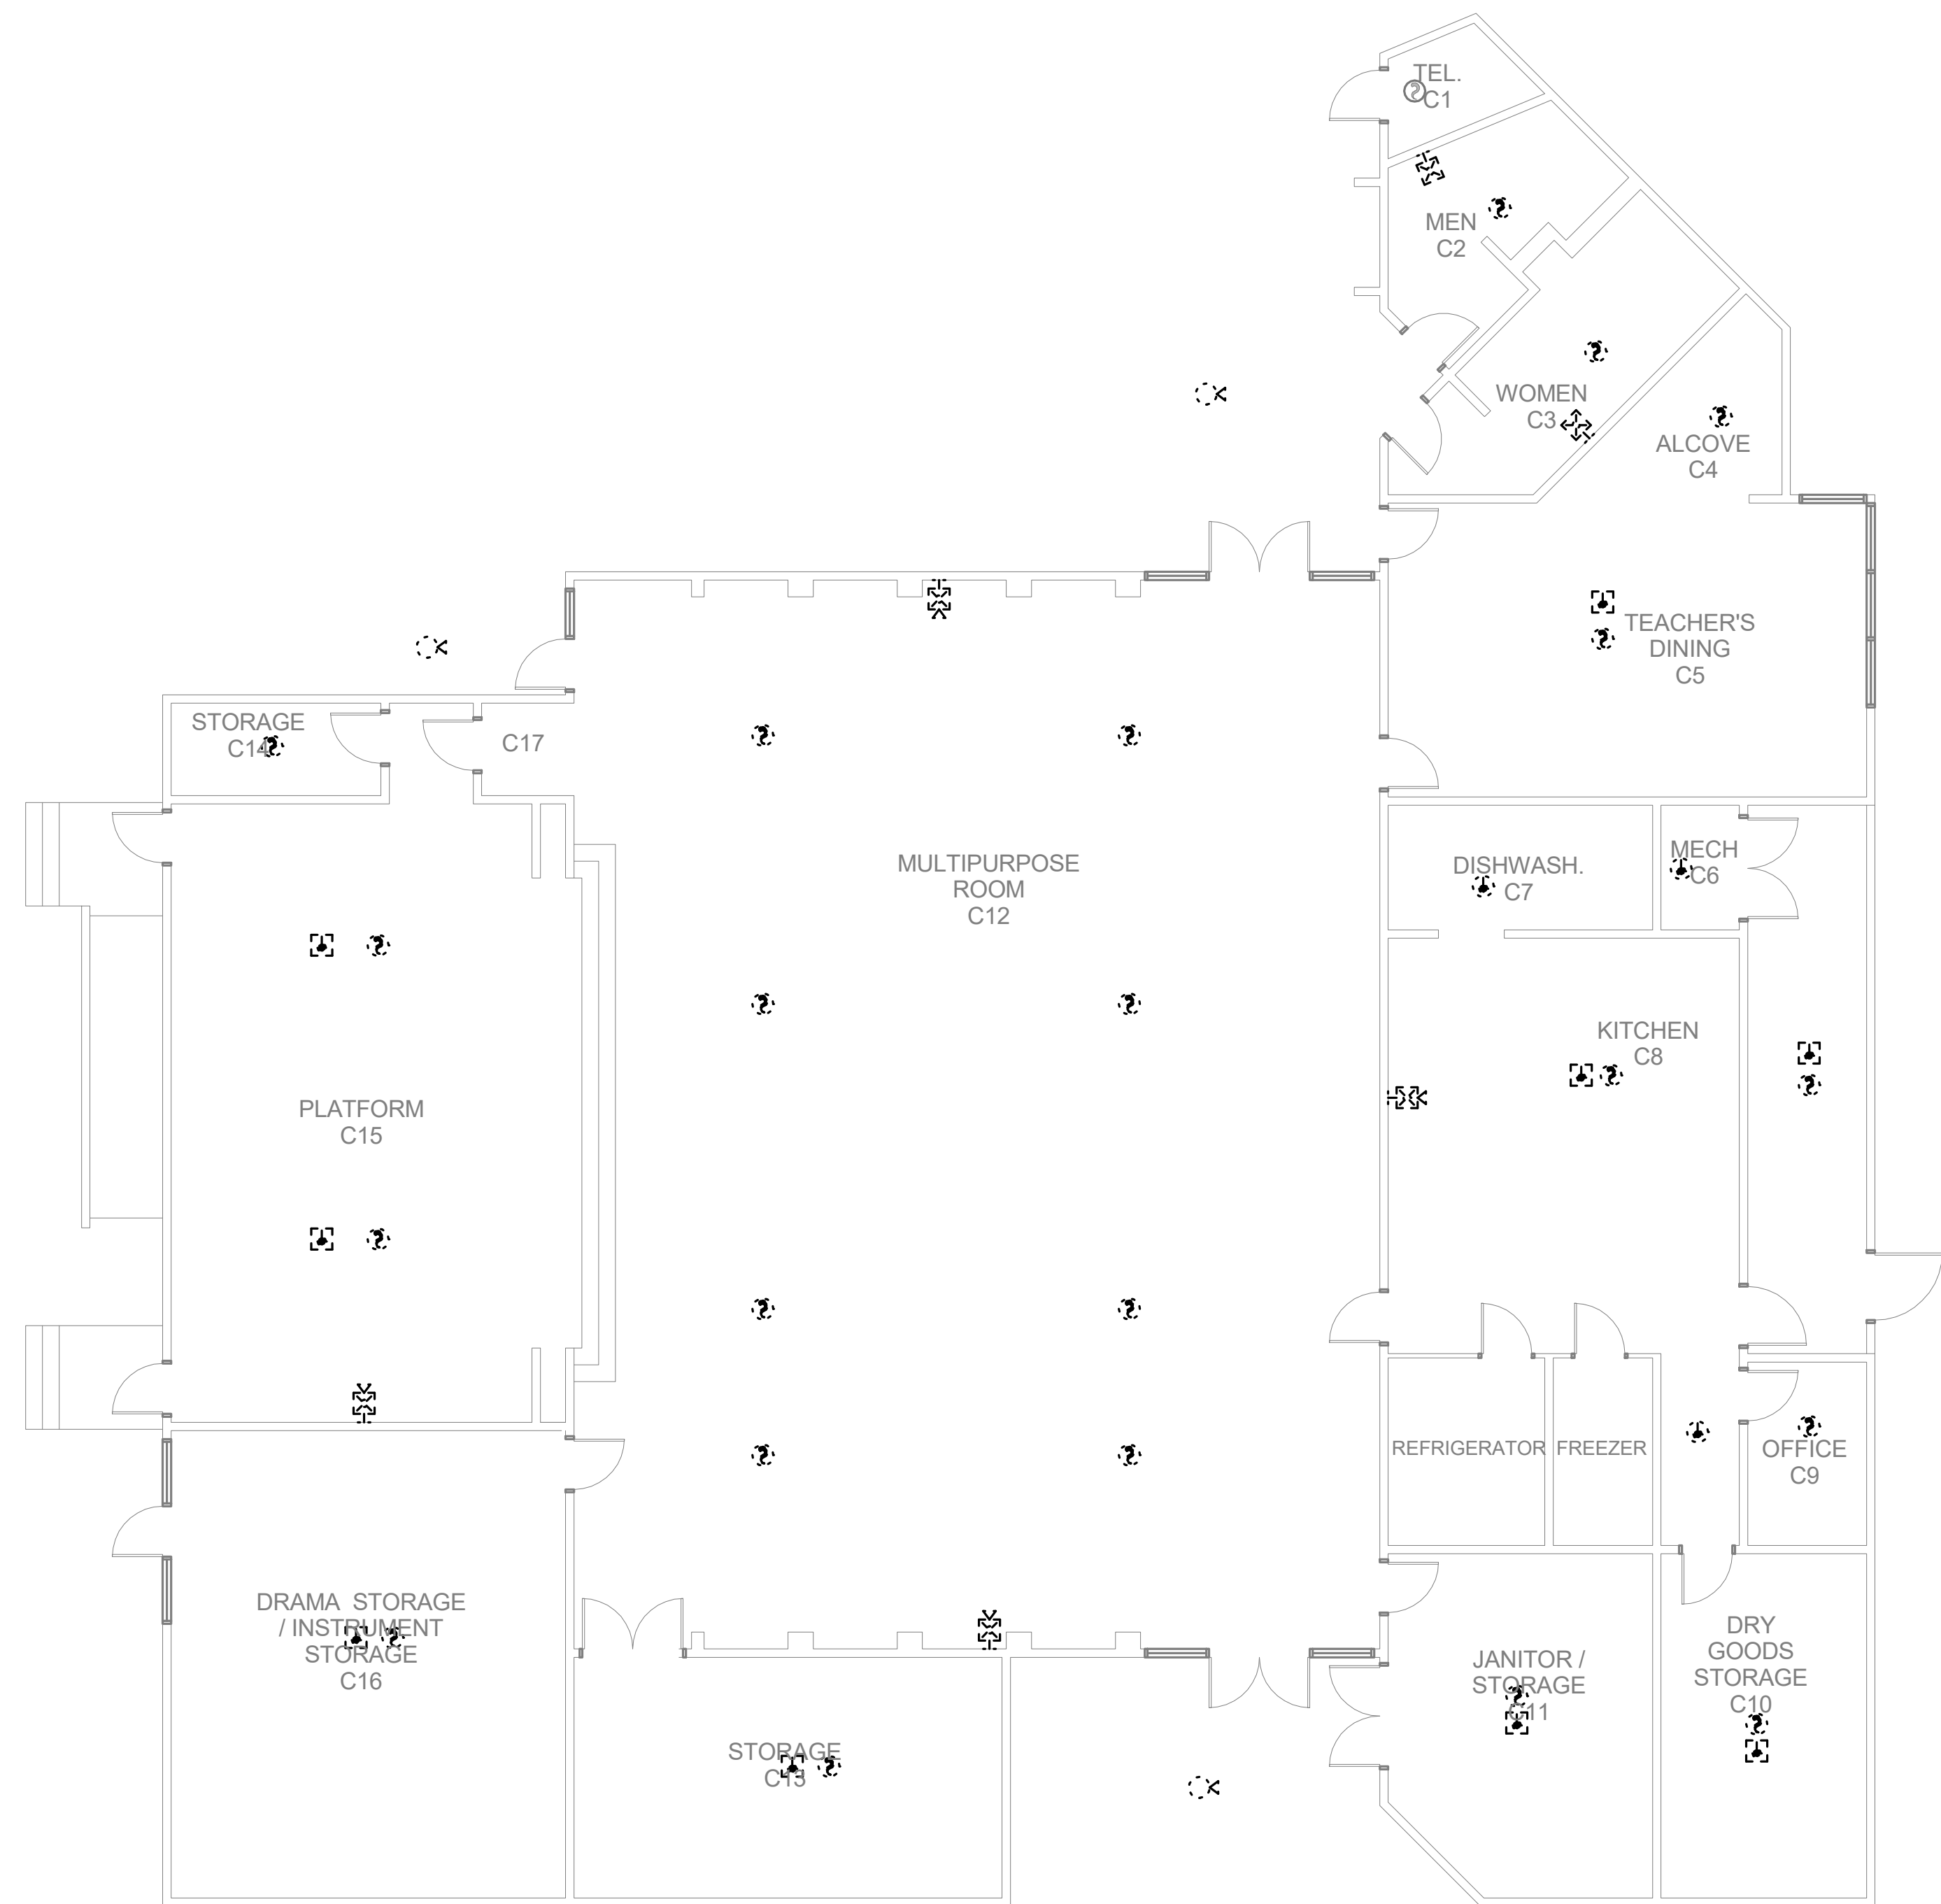 TEL.
C1
MEN
C2
WOMEN
C3
ALCOVE
C4
TEACHER'S
DINING
C5
STORAGE
C14
C17
MULTIPURPOSE
ROOM
C12
DISHWASH.
C7
MECH
C6
KITCHEN
C8
PLATFORM
C15
REFRIGERATOR
FREEZER
OFFICE
C9
DRAMA STORAGE
/ INSTRUMENT
STORAGE
C16
STORAGE
C13
JANITOR /
STORAGE
C11
DRY
GOODS
STORAGE
C10